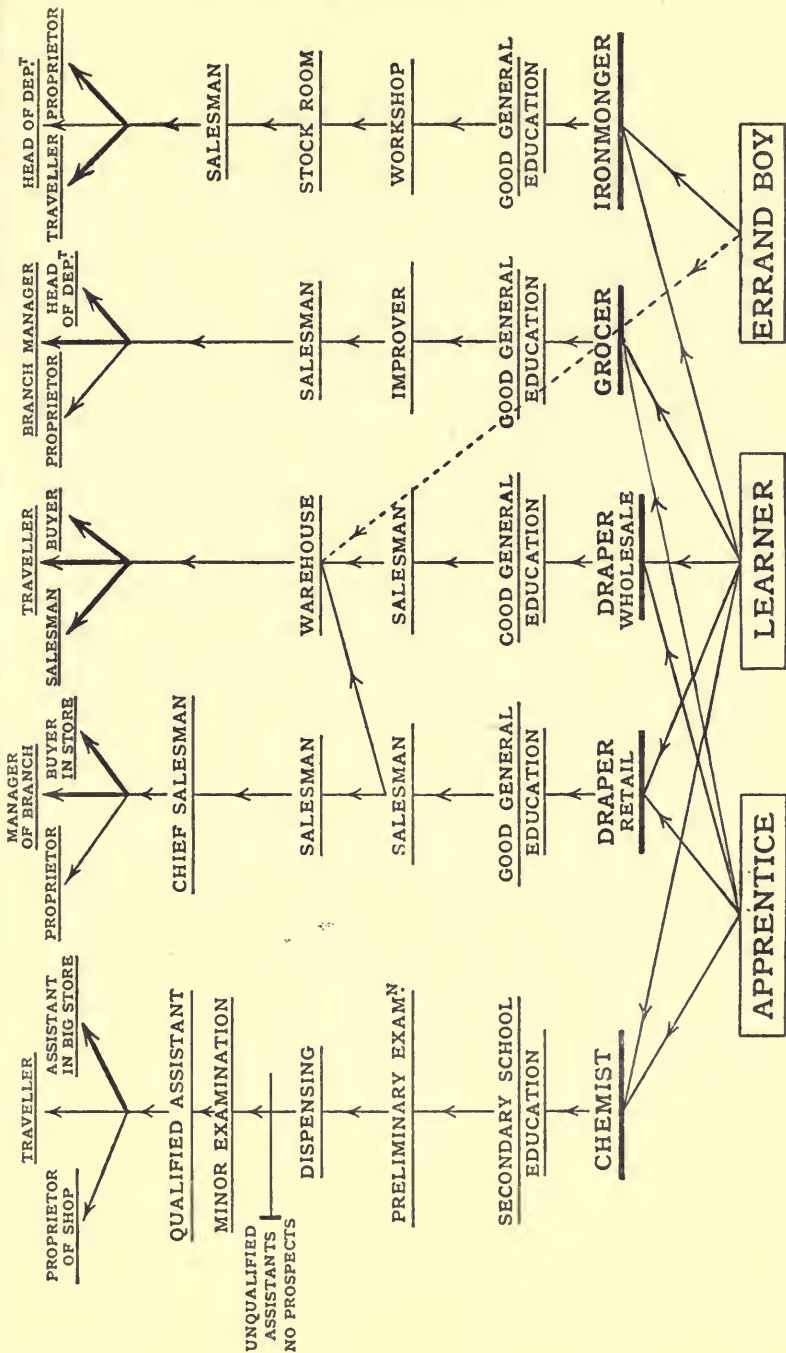 PROPRIETOR
OF SHOP
TRAVELLER
ASSISTANT
IN BIG STORE
QUALIFIED ASSISTANT
MINOR EXAMINATION
UNQUALIFIED
ASSISTANTS
NO PROSPECTS
DISPENSING
PRELIMINARY EXAMN.
SECONDARY SCHOOL
EDUCATION
CHEMIST
PROPRIETOR
MANAGER
OF BRANCH
BUYER
IN STORE
CHIEF SALESMAN
SALESMAN
SALESMAN
GOOD GENERAL
EDUCATION
DRAPER
RETAIL
SALESMAN
TRAVELLER
BUYER
WAREHOUSE
SALESMAN
GOOD GENERAL
EDUCATION
DRAPER
WHOLESALE
PROPRIETOR
BRANCH MANAGER
HEAD
OF DEPT.
SALESMAN
IMPROVER
GOOD GENERAL
EDUCATION
GROCER
TRAVELLER
HEAD OF DEPT.
PROPRIETOR
SALESMAN
STOCK ROOM
WORKSHOP
GOOD GENERAL
EDUCATION
IRONMONGER
APPRENTICE
LEARNER
ERRAND BOY